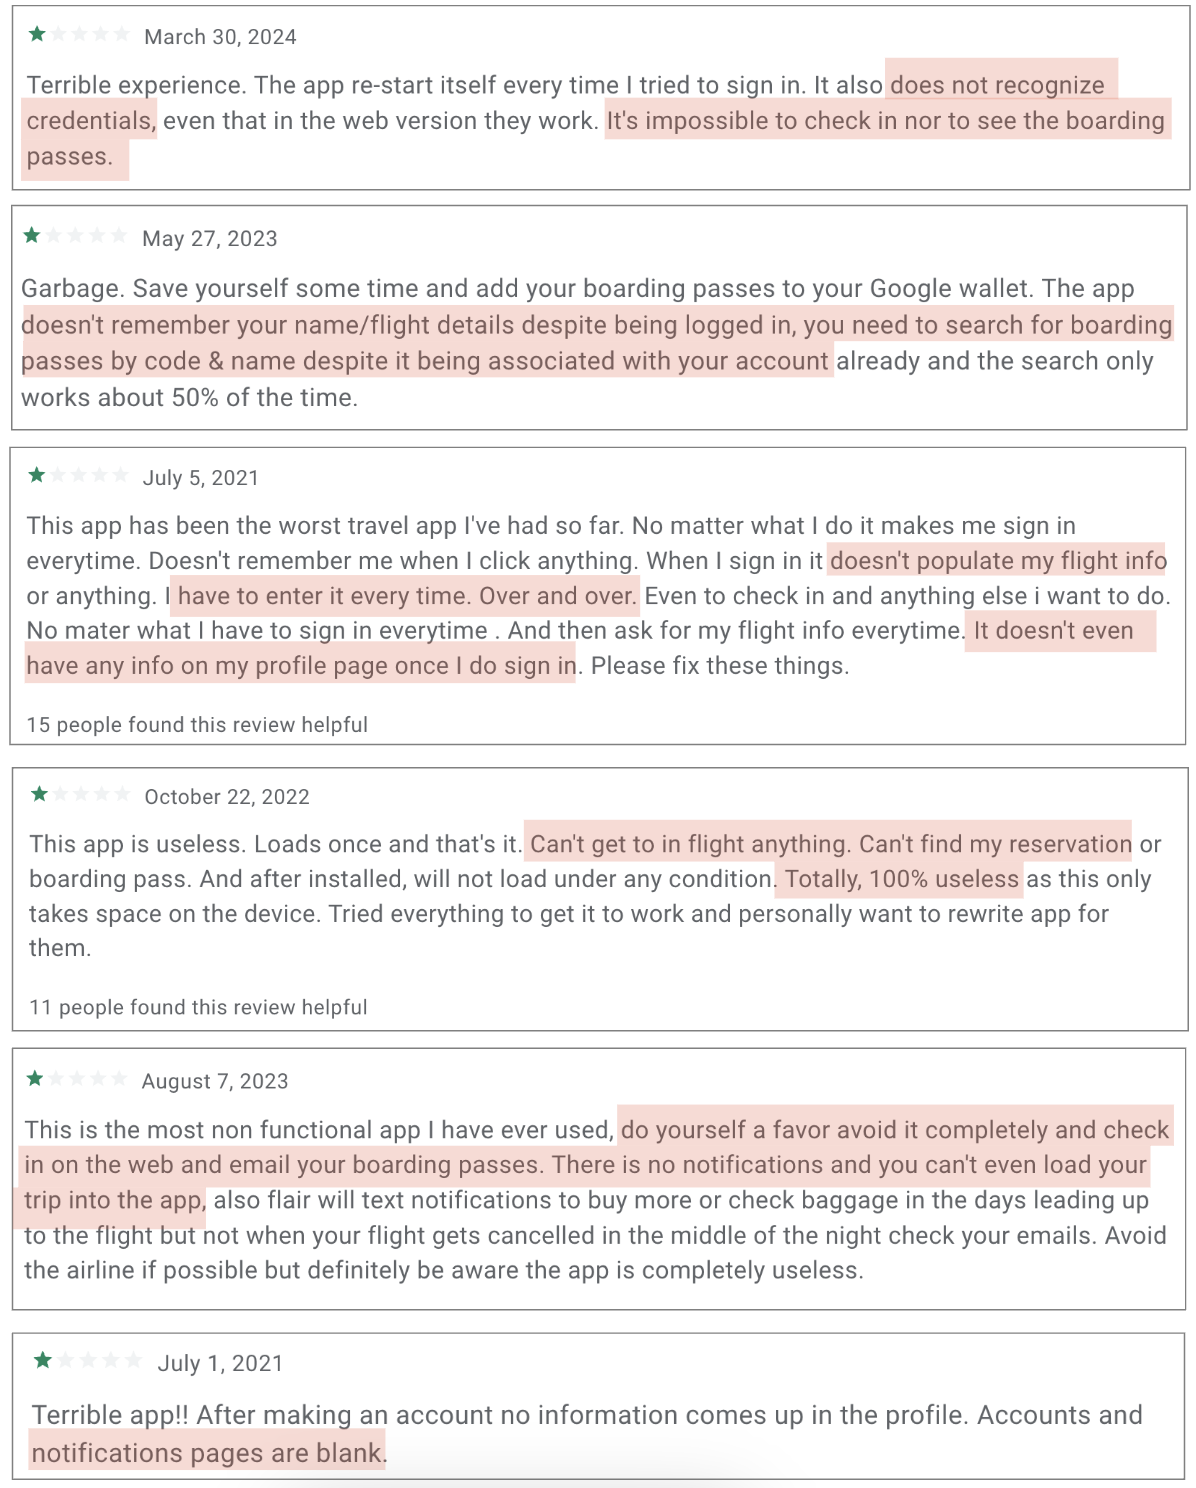 March 30, 2024
Terrible experience. The app re-start itself every time I tried to sign in. It also does not recognize
credentials, even that in the web version they work. It's impossible to check in nor to see the boarding
passes.
May 27, 2023
Garbage. Save yourself some time and add your boarding passes to your Google wallet. The app
doesn't remember your name/flight details despite being logged in, you need to search for boarding
passes by code & name despite it being associated with your account already and the search only
works about 50% of the time.
July 5, 2021
This app has been the worst travel app I've had so far. No matter what I do it makes me sign in
everytime. Doesn't remember me when I click anything. When I sign in it doesn't populate my flight info
or anything. I have to enter it every time. Over and over. Even to check in and anything else i want to do.
No mater what I have to sign in everytime . And then ask for my flight info everytime. It doesn't even
have any info on my profile page once I do sign in. Please fix these things.
15 people found this review helpful
October 22, 2022
This app is useless. Loads once and that's it. Can't get to in flight anything. Can't find my reservation or
boarding pass. And after installed, will not load under any condition. Totally, 100% useless as this only
takes space on the device. Tried everything to get it to work and personally want to rewrite app for
them.
11 people found this review helpful
August 7, 2023
This is the most non functional app I have ever used, do yourself a favor avoid it completely and check
in on the web and email your boarding passes. There is no notifications and you can't even load your
trip into the app, also flair will text notifications to buy more or check baggage in the days leading up
to the flight but not when your flight gets cancelled in the middle of the night check your emails. Avoid
the airline if possible but definitely be aware the app is completely useless.
July 1, 2021
Terrible app!! After making an account no information comes up in the profile. Accounts and
notifications pages are blank.